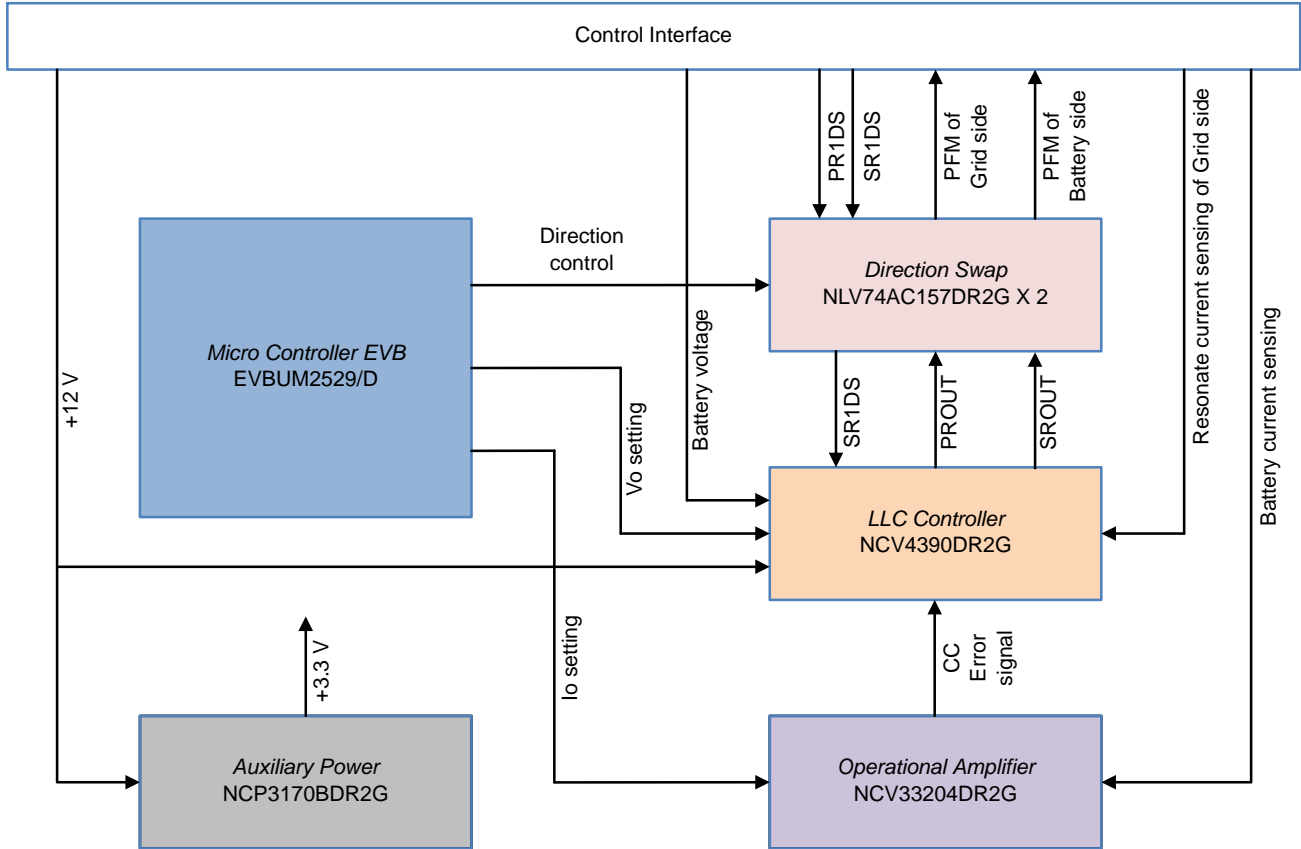 Control Interface
PR1DS
SR1DS
PFM of
Grid side
PFM of
Battery side
Resonate current sensing of Grid side
Battery current sensing
Direction
control
Direction Swap
NLV74AC157DR2G X 2
Micro Controller EVB
EVBUM2529/D
+12 V
Battery voltage
Vo setting
SR1DS
PROUT
SROUT
LLC Controller
NCV4390DR2G
+3.3 V
Io setting
CC
Error
signal
Auxiliary Power
NCP3170BDR2G
Operational Amplifier
NCV33204DR2G